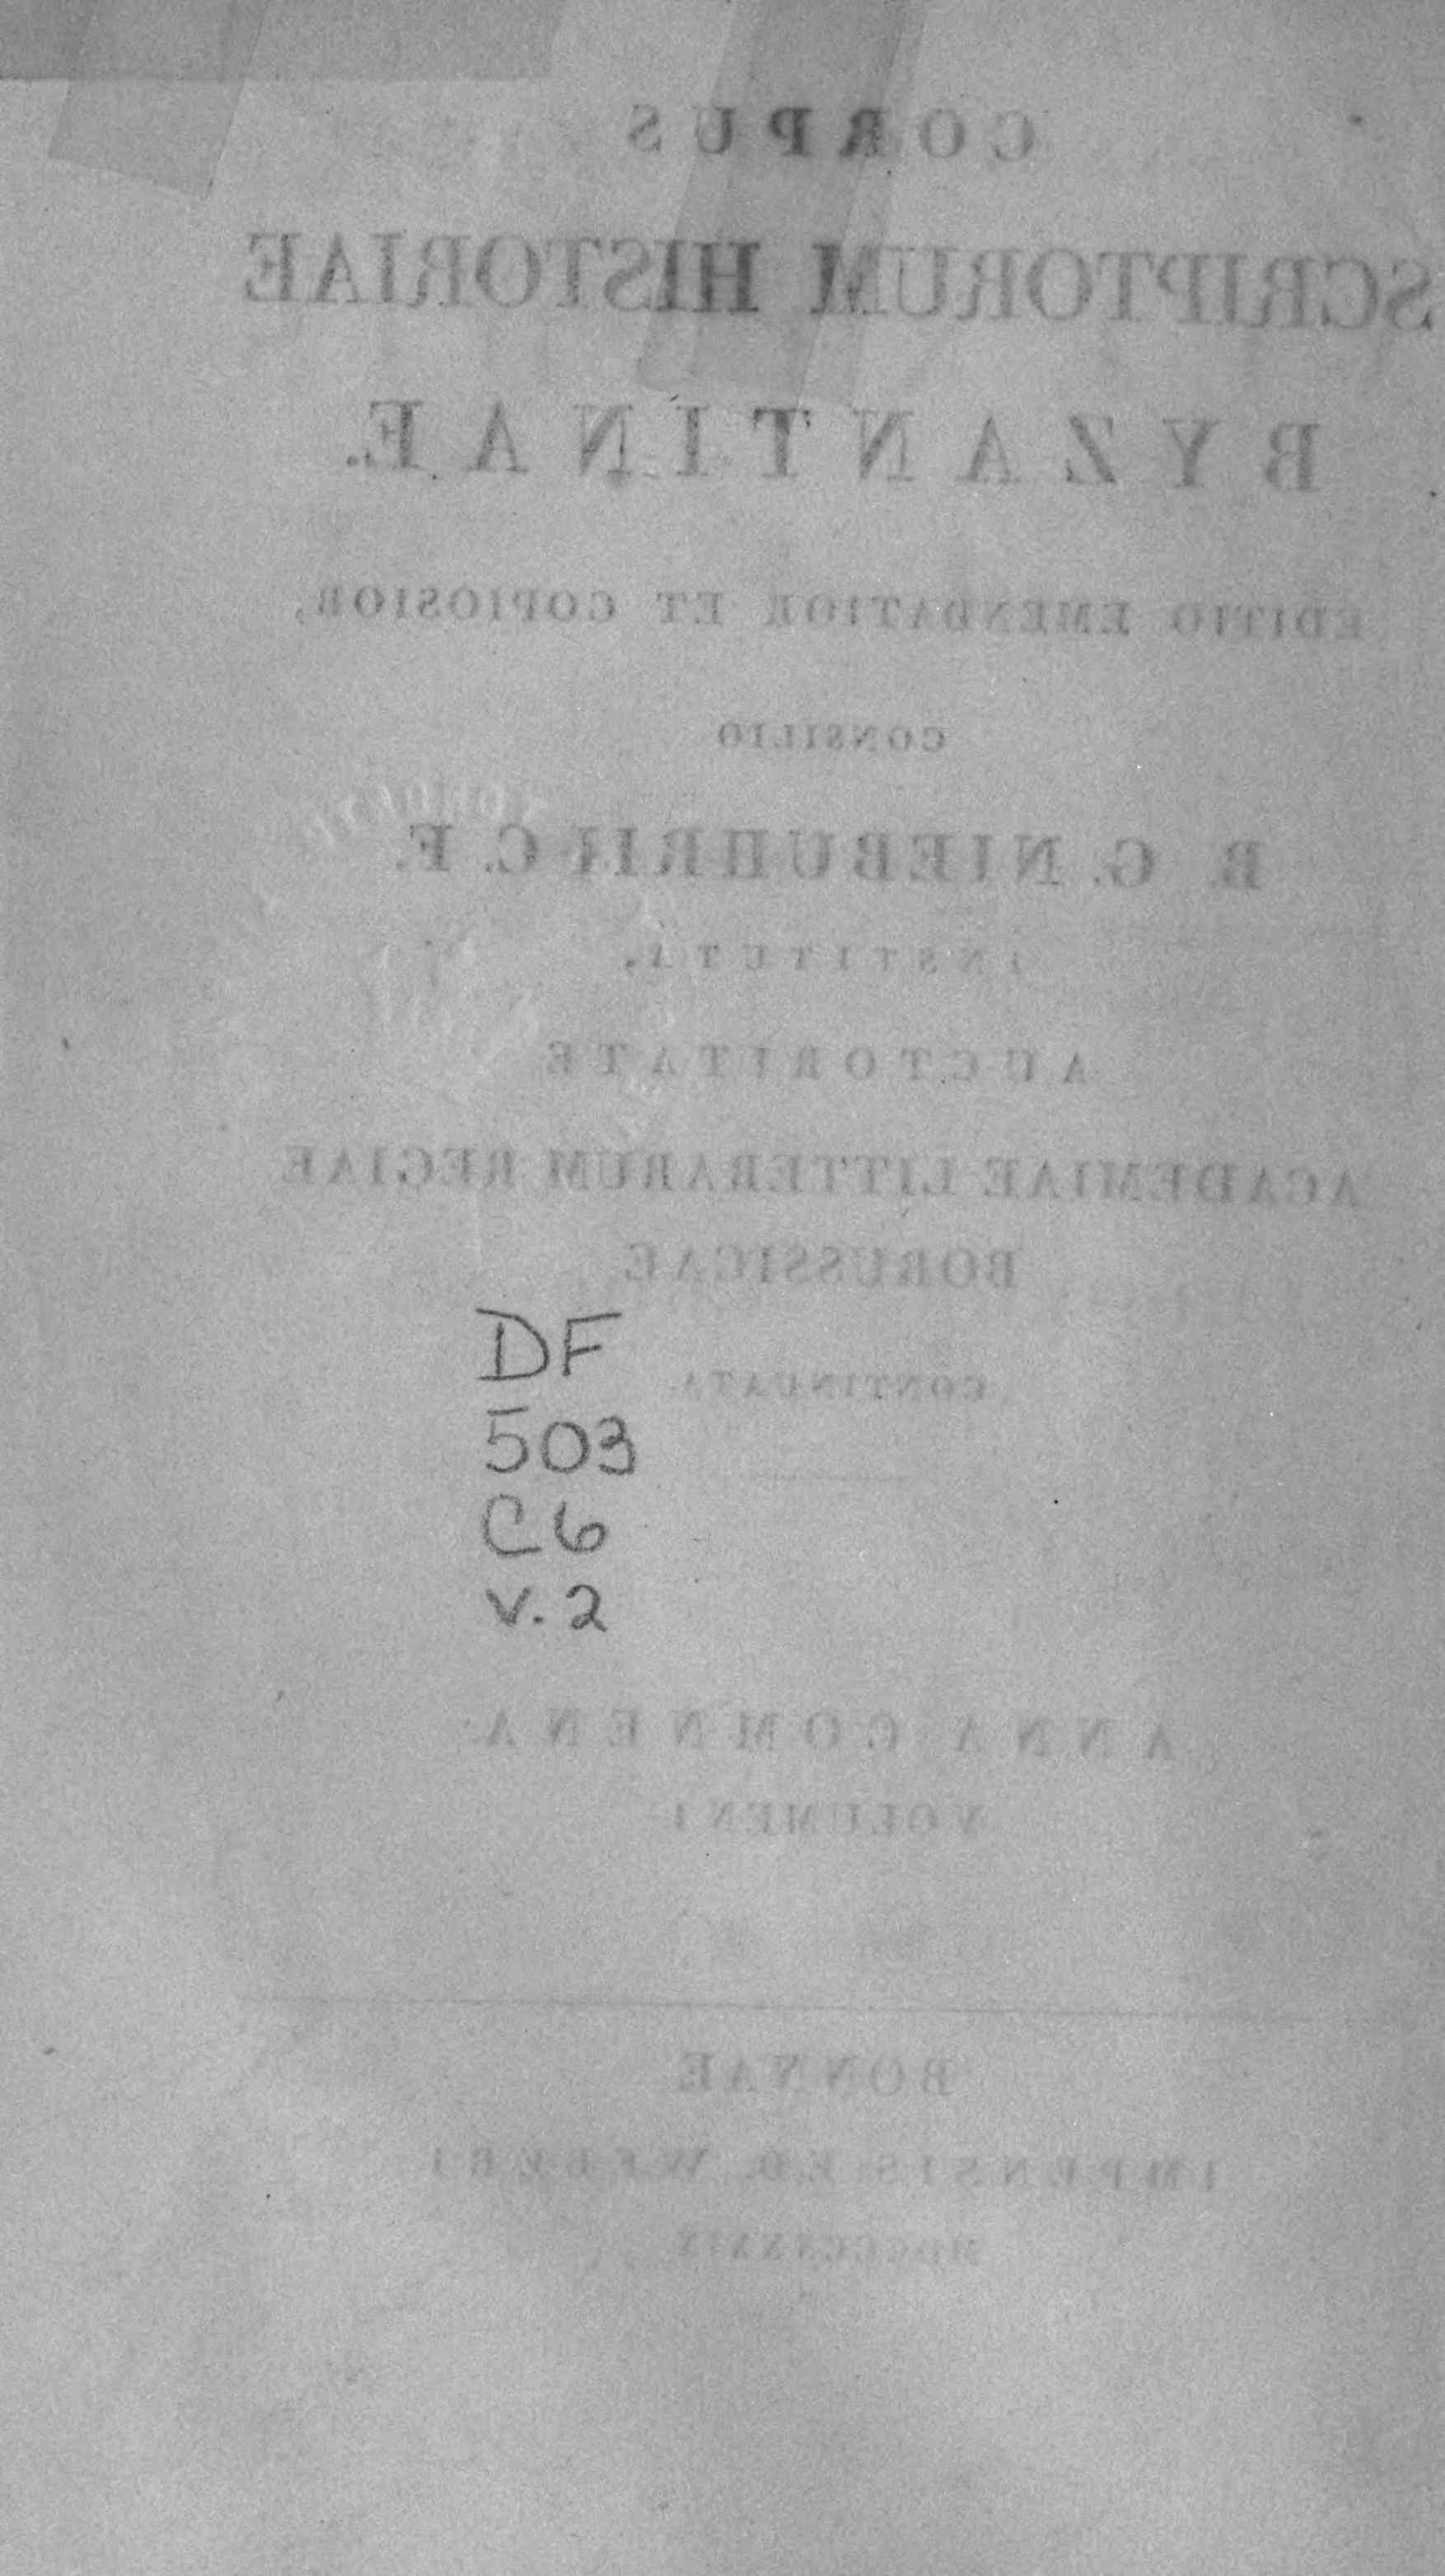 CORPUS
SCRIPTORUM HISTORIAE
BYZANTINAE.
EDITIO EMENDATIOR ET COPIOSIOR,
CONSILIO
B. G. NIEBUHRII C. F.
INSTITUTA,
AUCTORITATE
ACADEMIAE LITTERARUM REGIAE
BORUSSICAE
DF
CONTINUATA.
503
C6
v. 2
ANNA COMNENA
VOLUMEN I
BONNAE
IMPENSIS ED. WEBERI